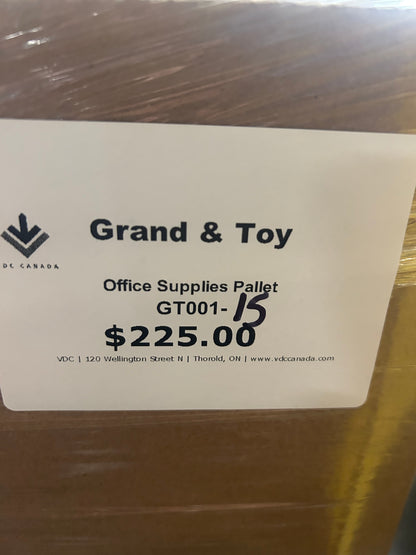 Grand & Toy
DC CANADA
Office Supplies Pallet
GT001-15
$225.00
VDC | 120 Wellington Street N | Thorold, ON | www.vdccanada.com